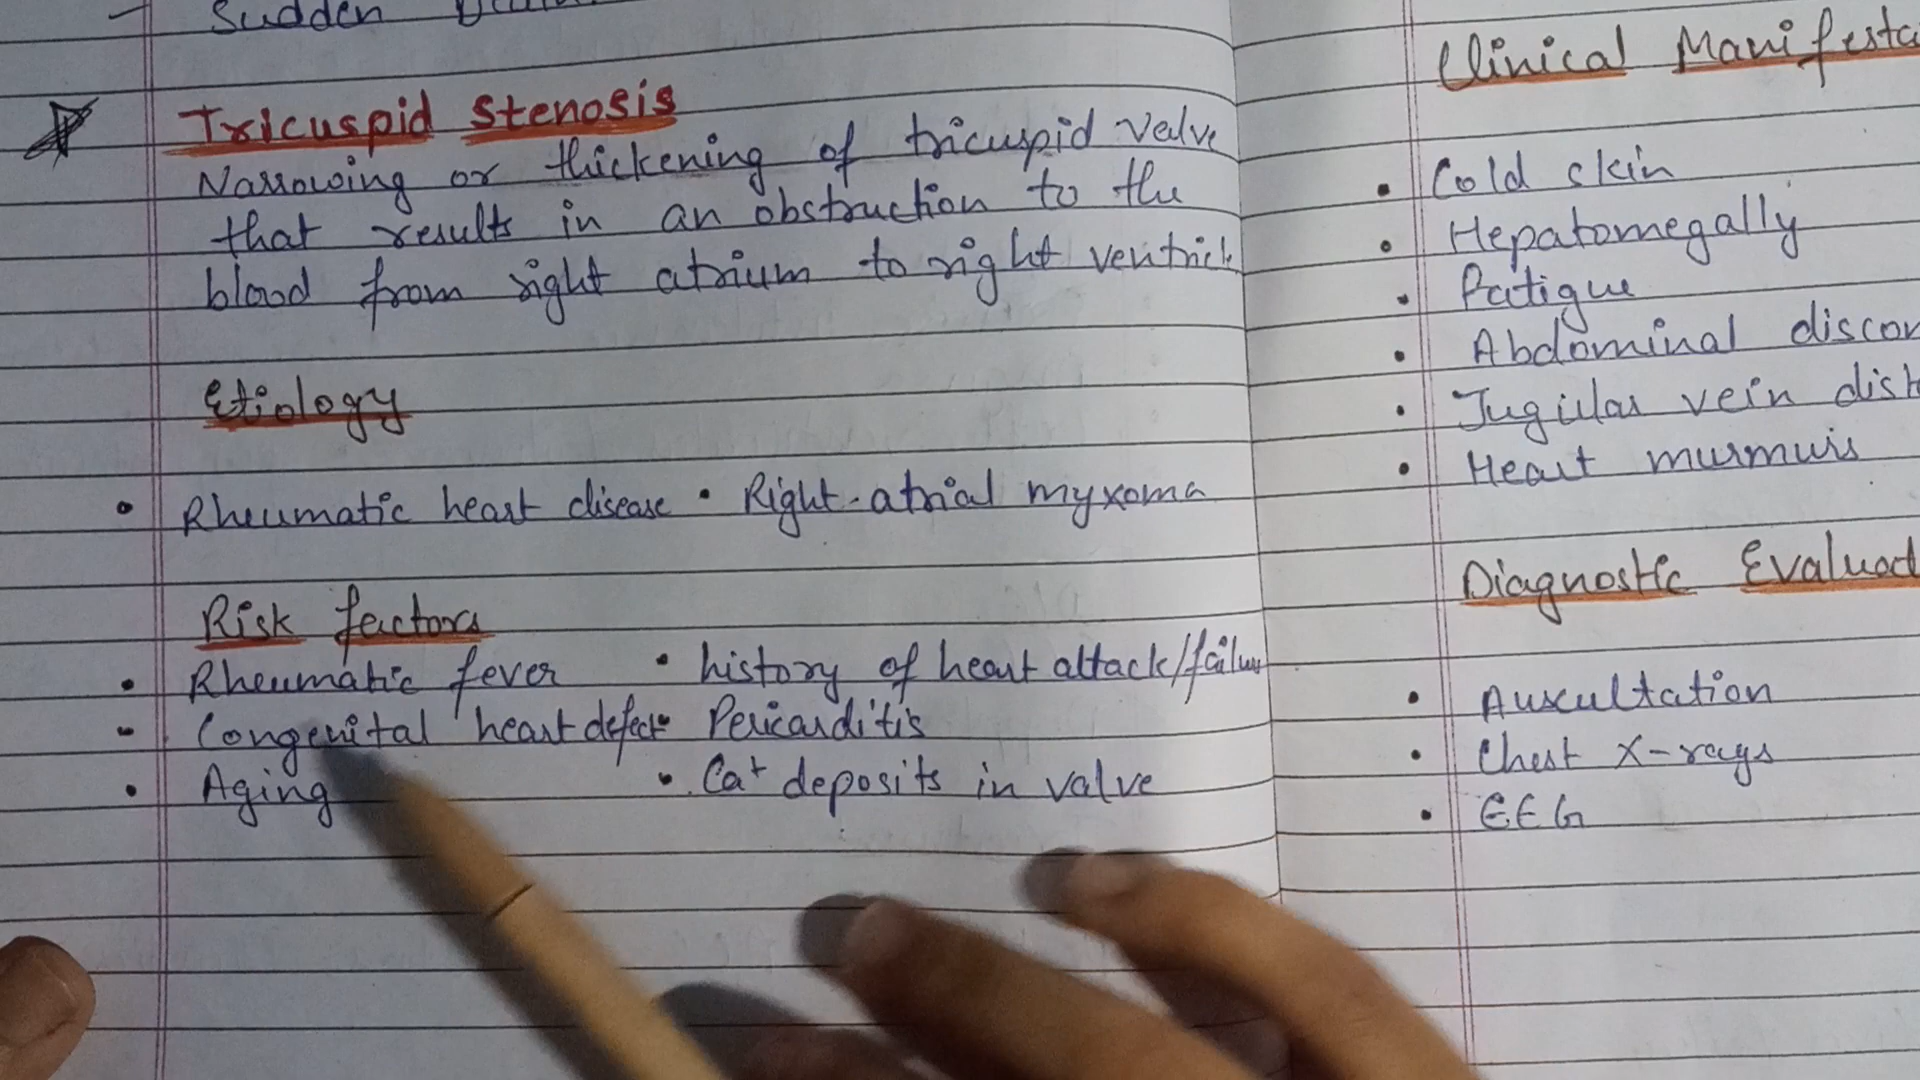 Sudden
Tricuspid Stenosis
Narrowing or thickening of tricuspid valve
that results in an obstruction to the
blood from right atrium to right ventricl
Etiology
• Rheumatic heart disease • Right-atrial myxoma
Risk factors
• Rheumatic fever • history of heart attack/failure
- Congenital heart defect • Pericarditis
• Aging • Ca+ deposits in valve
Clinical Manifesta
• Cold skin
• Hepatomegally
• Fatigue
• Abdominal discom
• Jugular vein dist
• Heart murmurs
Diagnostic Evaluat
• Auscultation
• Chest X-rays
• EEG